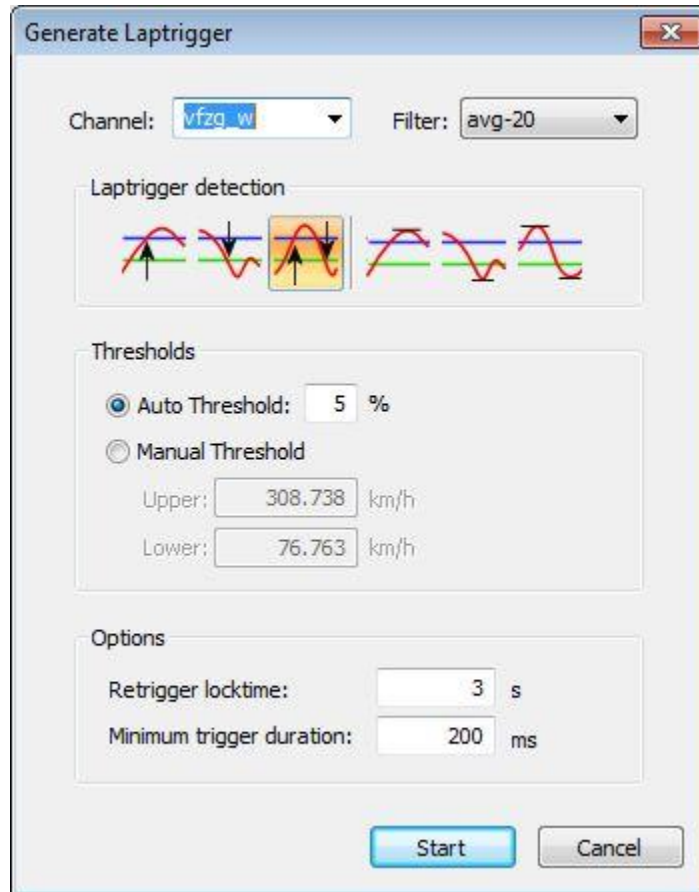 Generate Laptrigger
Channel: vfzg_w Filter: avg-20
Laptrigger detection
Thresholds
Auto Threshold: 5 %
Manual Threshold
Upper: 308.738 km/h
Lower: 76.763 km/h
Options
Retrigger locktime: 3 s
Minimum trigger duration: 200 ms
Start Cancel